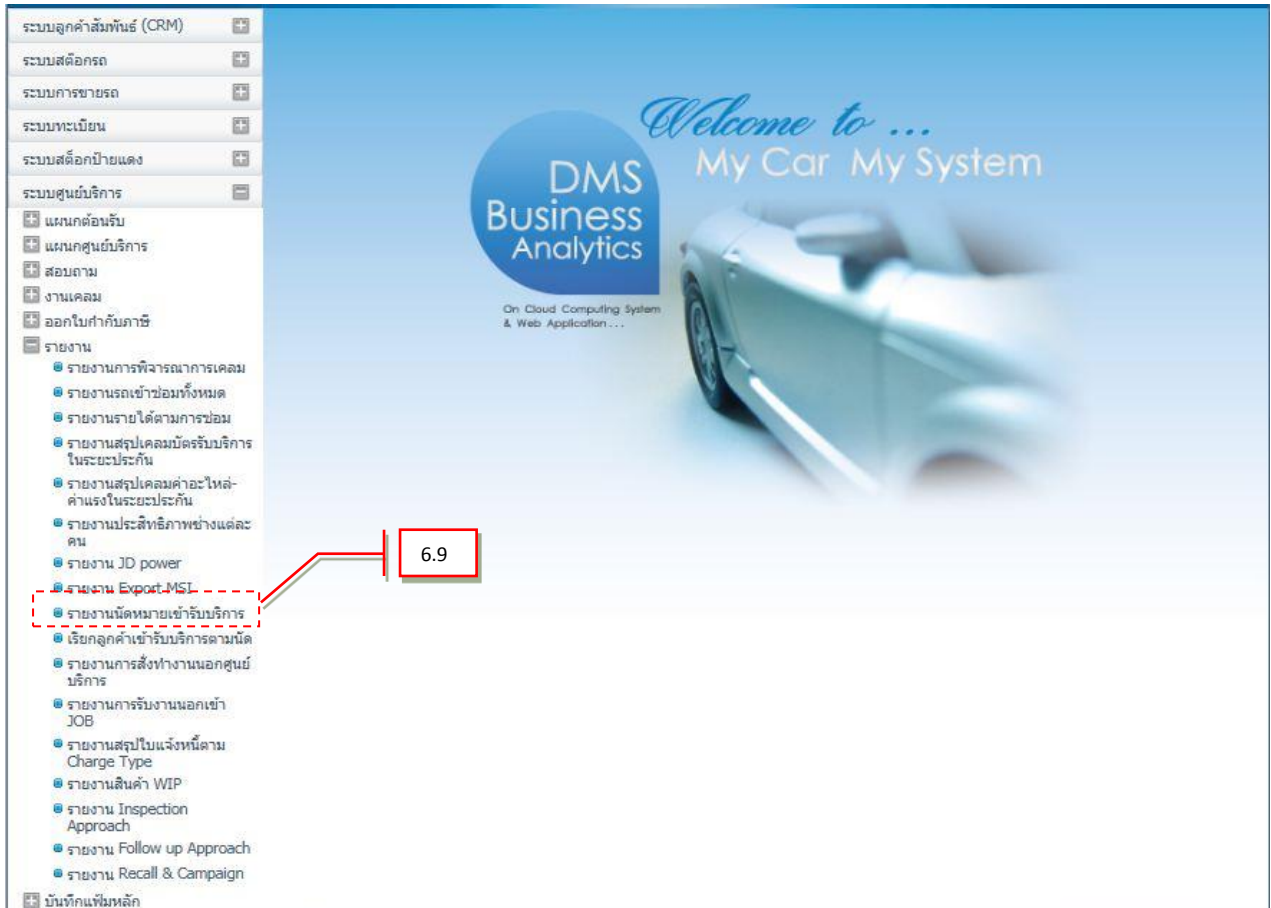 ระบบลูกค้าสัมพันธ์ (CRM)
ระบบสต๊อกรถ
ระบบการขายรถ
ระบบทะเบียน
ระบบสต็อกป้ายแดง
ระบบศูนย์บริการ
แผนกต้อนรับ
แผนกศูนย์บริการ
สอบถาม
งานเคลม
ออกใบกำกับภาษี
รายงาน
รายงานการพิจารณาการเคลม
รายงานรถเข้าซ่อมทั้งหมด
รายงานรายได้ตามการซ่อม
รายงานสรุปเคลมบัตรรับบริการ
ในระยะประกัน
รายงานสรุปเคลมค่าอะไหล่-
ค่าแรงในระยะประกัน
รายงานประสิทธิภาพช่างแต่ละ
คน
รายงาน JD power
รายงาน Export MSI
รายงานนัดหมายเข้ารับบริการ
เรียกลูกค้าเข้ารับบริการตามนัด
รายงานการสั่งทำงานนอกศูนย์
บริการ
รายงานการรับงานนอกเข้า
JOB
รายงานสรุปใบแจ้งหนี้ตาม
Charge Type
รายงานสินค้า WIP
รายงาน Inspection
Approach
รายงาน Follow up Approach
รายงาน Recall & Campaign
บันทึกแฟ้มหลัก
Welcome to ...
My Car My System
DMS
Business
Analytics
On Cloud Computing System
& Web Application...
6.9